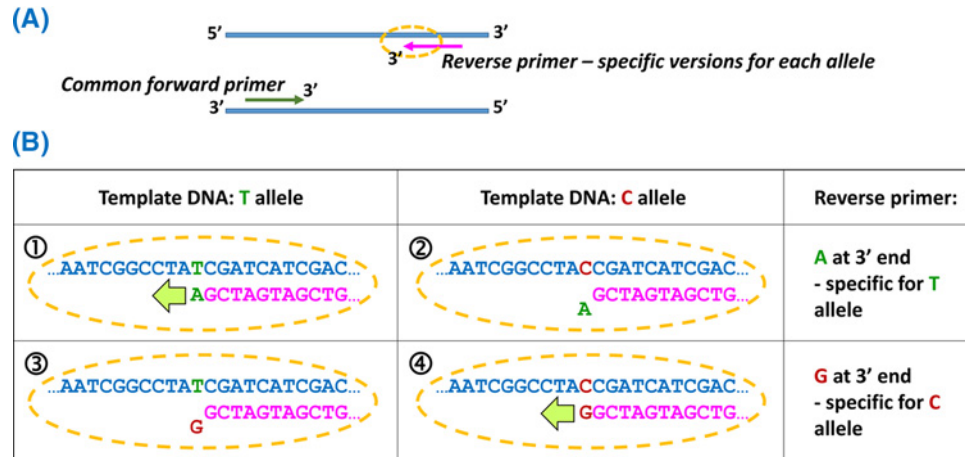 (A)
5’ 3’
3’ Reverse primer – specific versions for each allele
Common forward primer 3’
3’ 5’
(B)
Template DNA: T allele Template DNA: C allele Reverse primer:
① ②
…AATCGGCCTATCGATCATCGAC… …AATCGGCCTACCGATCATCGAC… A at 3’ end
AGCTAGTAGCTG… GCTAGTAGCTG… - specific for T
A allele
③ ④
…AATCGGCCTATCGATCATCGAC… …AATCGGCCTACCGATCATCGAC… G at 3’ end
GCTAGTAGCTG… GGCTAGTAGCTG… - specific for C
G allele